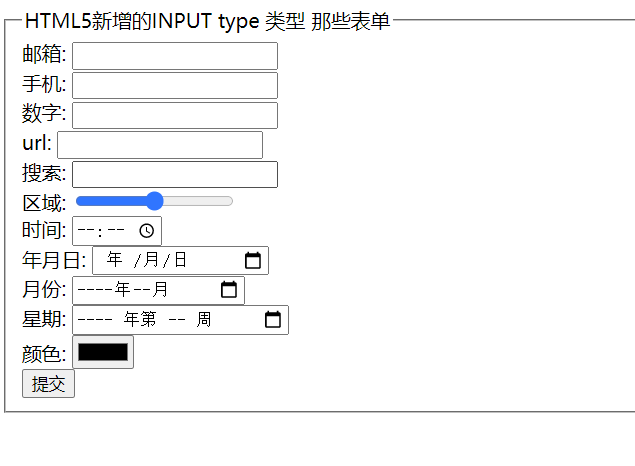 HTML5新增的INPUT type 类型 那些表单
邮箱:
手机:
数字:
url:
搜索:
区域:
时间: --:--
年月日: 年 /月/日
月份: ----年--月
星期: ---- 年第 -- 周
颜色:
提交